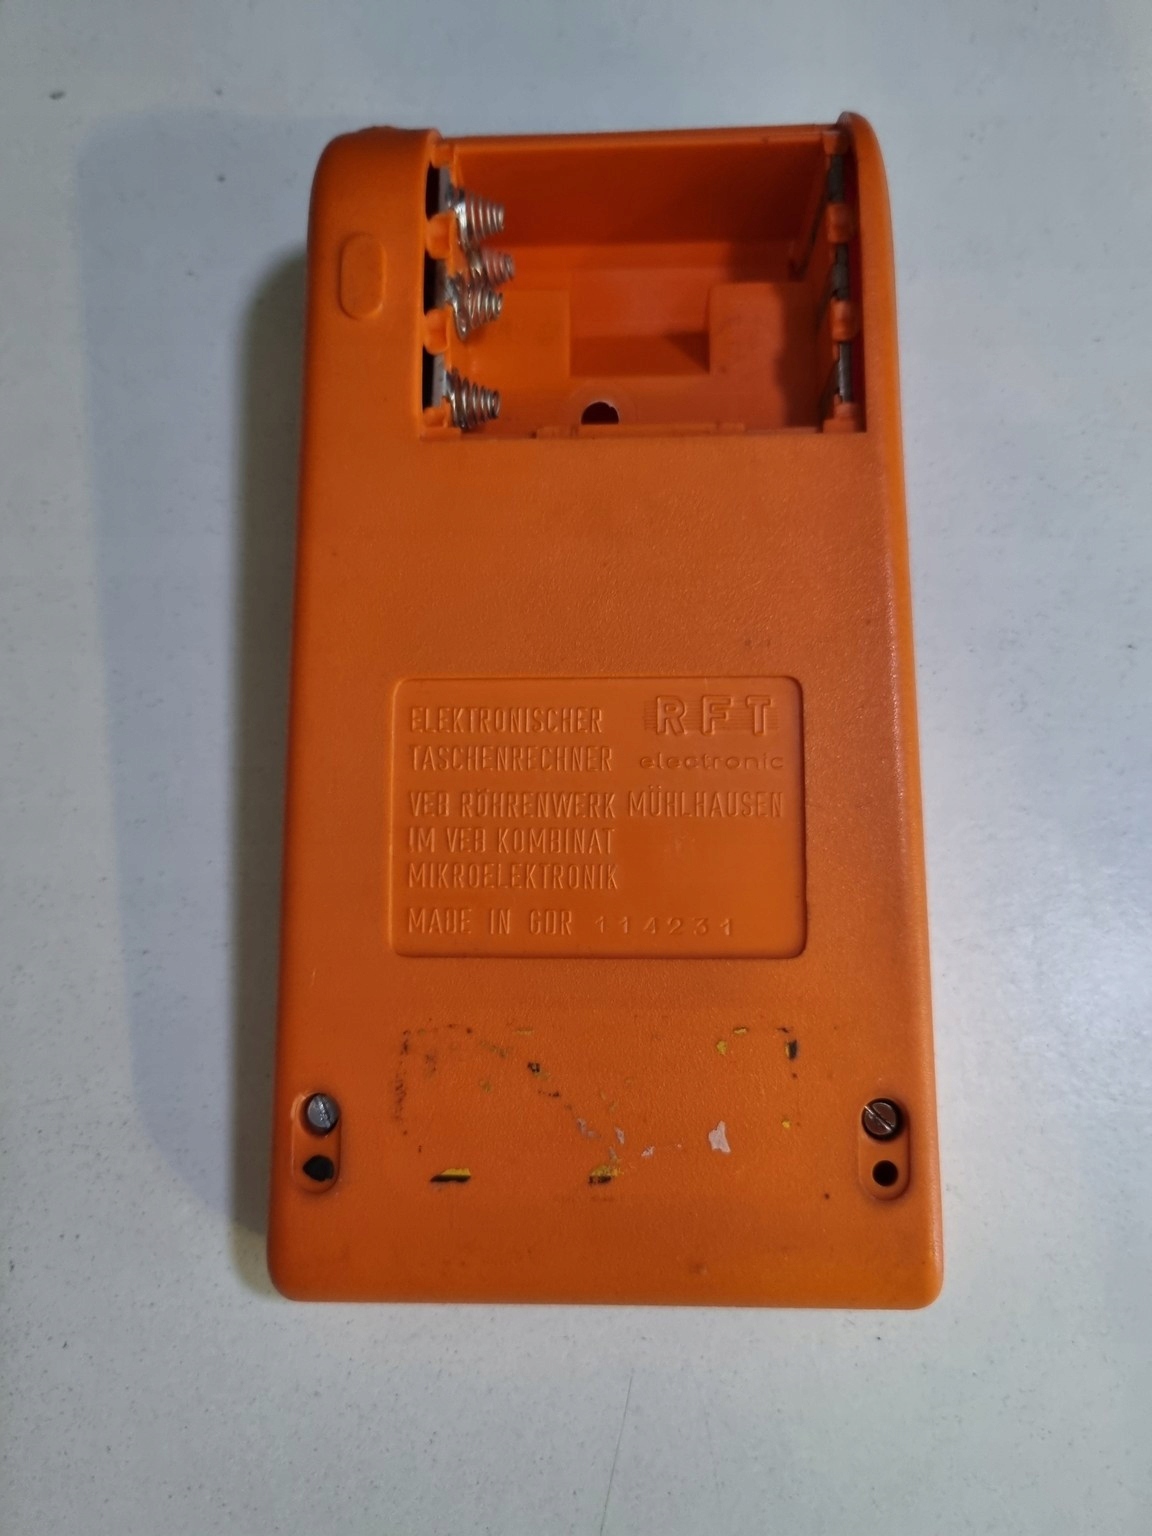 ELEKTRONISCHER
RFT
TASCHENRECHNER
electronic
VEB RÖHRENWERK MÜHLHAUSEN
IM VEB KOMBINAT
MIKROELEKTRONIK
MADE IN GDR 114231